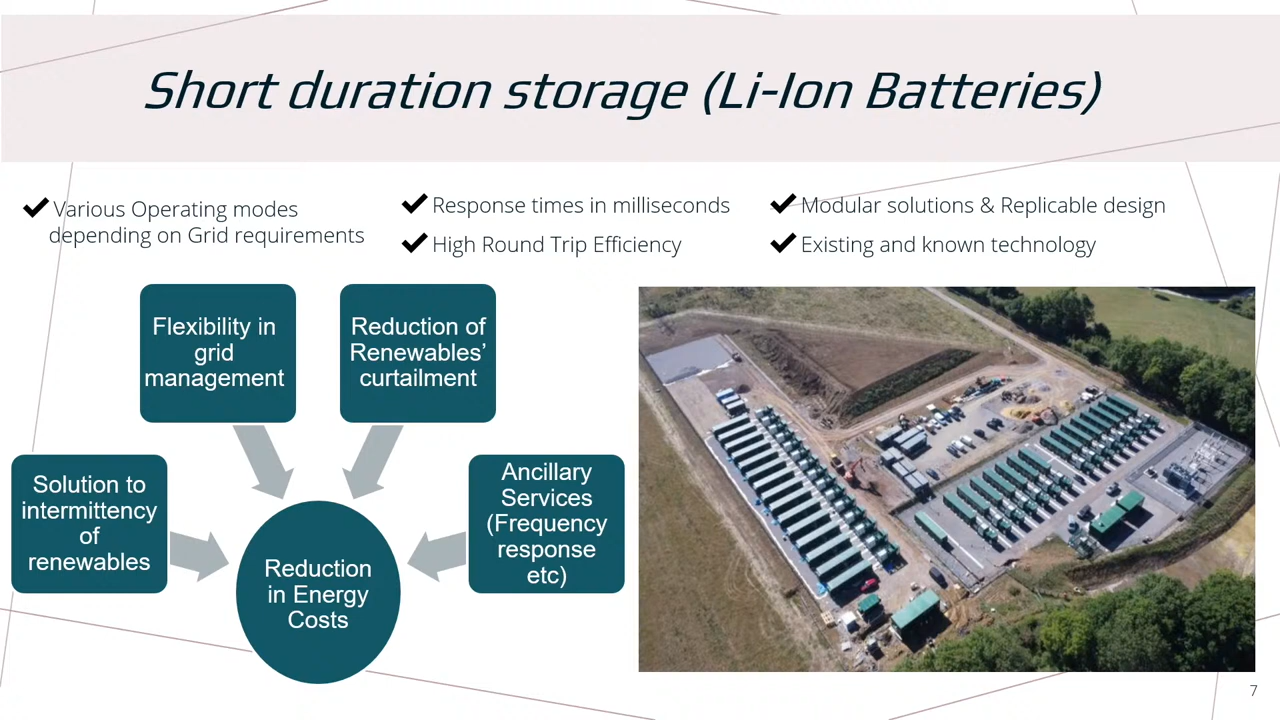 Short duration storage (Li-Ion Batteries)
Various Operating modes
depending on Grid requirements
Response times in milliseconds
High Round Trip Efficiency
Modular solutions & Replicable design
Existing and known technology
Flexibility in
grid
management
Reduction of
Renewables’
curtailment
Solution to
intermittency
of
renewables
Ancillary
Services
(Frequency
response
etc)
Reduction
in Energy
Costs
7